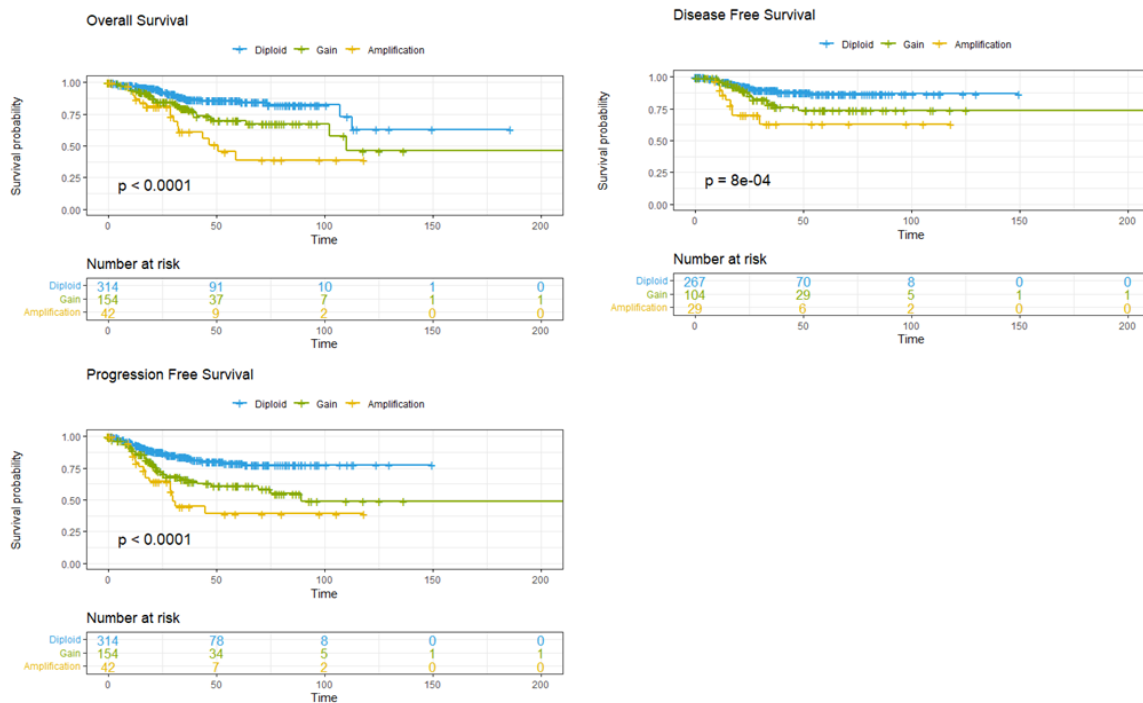 Overall Survival
Diploid Gain Amplification
Survival probability
1.00
0.75
0.50
0.25
0.00
p < 0.0001
0 50 100 150 200
Time
Number at risk
Diploid 314 91 10 1 0
Gain 154 37 7 1 1
Amplification 42 9 2 0 0
0 50 100 150 200
Time
Disease Free Survival
Diploid Gain Amplification
Survival probability
1.00
0.75
0.50
0.25
0.00
p = 8e-04
0 50 100 150 200
Time
Number at risk
Diploid 267 70 8 0 0
Gain 104 29 5 1 1
Amplification 29 6 2 0 0
0 50 100 150 200
Time
Progression Free Survival
Diploid Gain Amplification
Survival probability
1.00
0.75
0.50
0.25
0.00
p < 0.0001
0 50 100 150 200
Time
Number at risk
Diploid 314 78 8 0 0
Gain 154 34 5 1 1
Amplification 42 7 2 0 0
0 50 100 150 200
Time